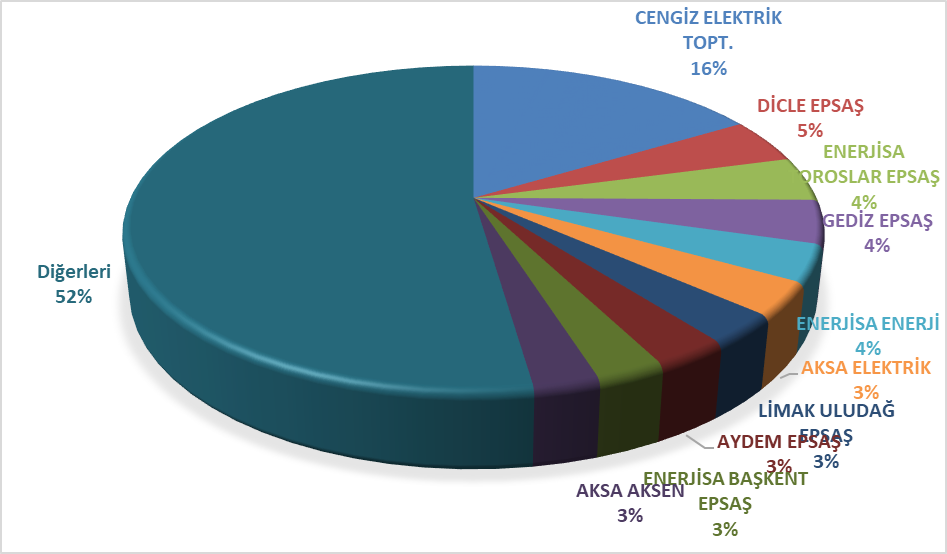 CENGİZ ELEKTRİK
TOPT.
16%
DİCLE EPSAŞ
5%
ENERJİSA
TOROSLAR EPSAŞ
4%
GEDİZ EPSAŞ
4%
ENERJİSA ENERJİ
4%
AKSA ELEKTRİK
3%
LİMAK ULUDAĞ
EPSAŞ
3%
AYDEM EPSAŞ
3%
ENERJİSA BAŞKENT
EPSAŞ
3%
AKSA AKSEN
3%
Diğerleri
52%